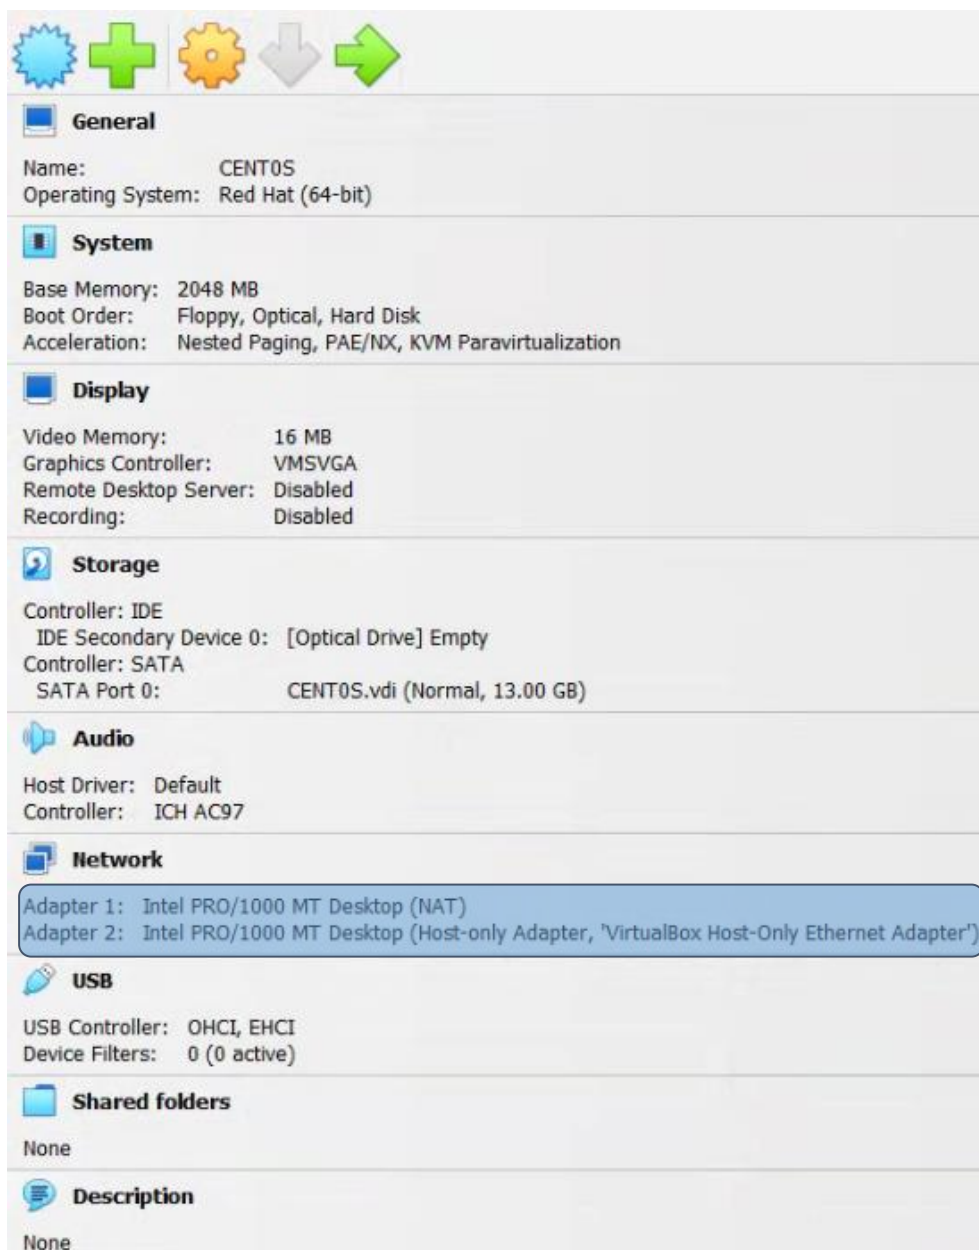 General
Name: CENT0S
Operating System: Red Hat (64-bit)
System
Base Memory: 2048 MB
Boot Order: Floppy, Optical, Hard Disk
Acceleration: Nested Paging, PAE/NX, KVM Paravirtualization
Display
Video Memory: 16 MB
Graphics Controller: VMSVGA
Remote Desktop Server: Disabled
Recording: Disabled
Storage
Controller: IDE
IDE Secondary Device 0: [Optical Drive] Empty
Controller: SATA
SATA Port 0: CENT0S.vdi (Normal, 13.00 GB)
Audio
Host Driver: Default
Controller: ICH AC97
Network
Adapter 1: Intel PRO/1000 MT Desktop (NAT)
Adapter 2: Intel PRO/1000 MT Desktop (Host-only Adapter, 'VirtualBox Host-Only Ethernet Adapter')
USB
USB Controller: OHCI, EHCI
Device Filters: 0 (0 active)
Shared folders
None
Description
None